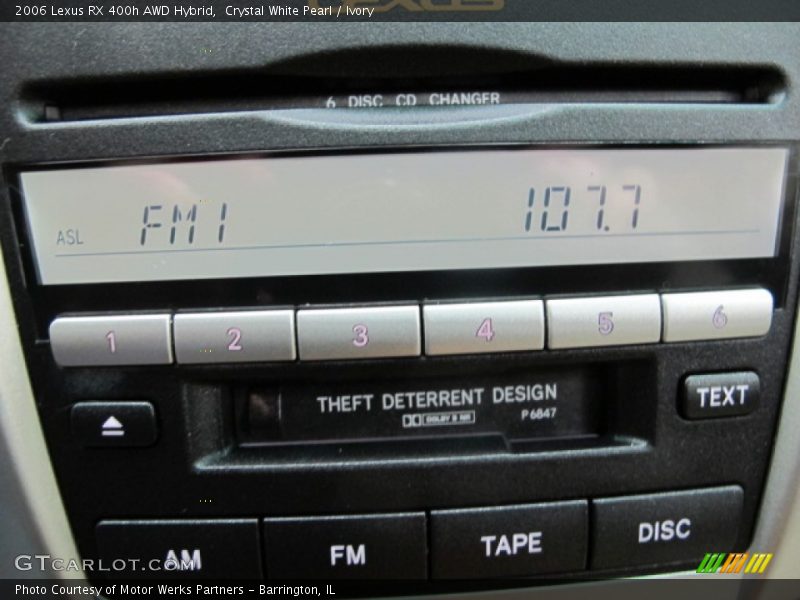 2006 Lexus RX 400h AWD Hybrid,  Crystal White Pearl / Ivory
6 DISC CD CHANGER
ASL FM1 107.7
1 2 3 4 5 6
THEFT DETERRENT DESIGN
DOLBY B NR P6847
TEXT
AM FM TAPE DISC
GTCARLOT.COM
Photo Courtesy of Motor Werks Partners – Barrington, IL